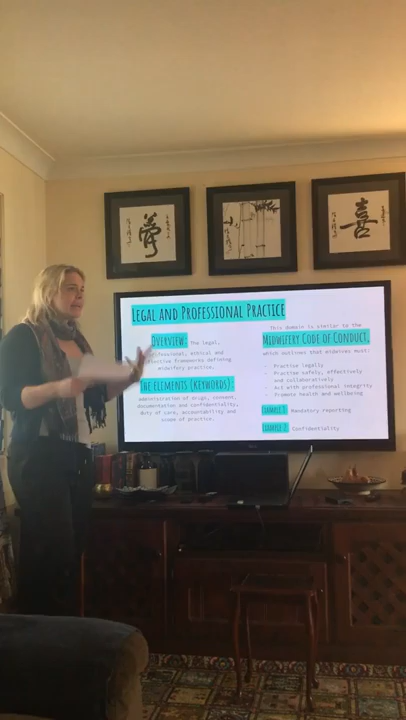 LEGAL AND PROFESSIONAL PRACTICE
OVERVIEW: The legal,
professional, ethical and
frameworks defining
midwifery practice.
THE ELEMENTS (KEYWORDS):
administration of drugs, consent,
documentation and confidentiality,
duty of care, accountability and
scope of practice.
This domain is similar to the
MIDWIFERY CODE OF CONDUCT,
which outlines that midwives must:
- Practise legally
- Practise safely, effectively
and collaboratively
- Act with professional integrity
- Promote health and wellbeing
EXAMPLE 1: Mandatory reporting
EXAMPLE 2: Confidentiality
喜